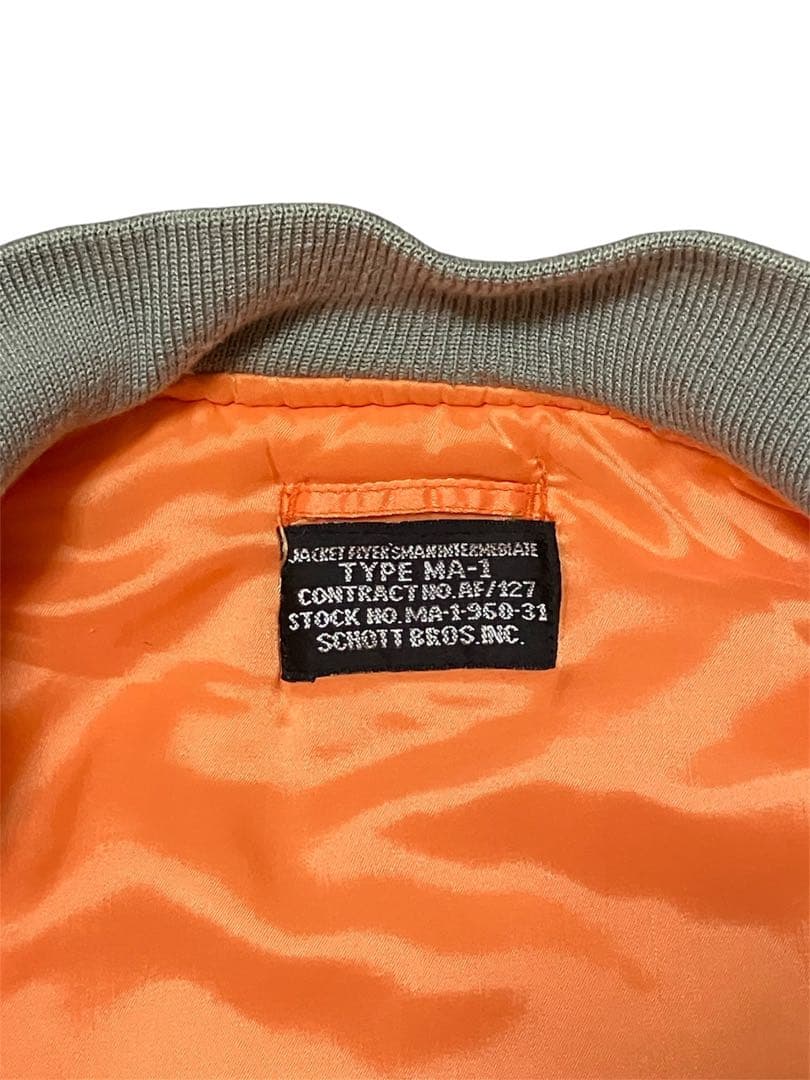 JACKET FLYER'SMAN INTERMEDIATE
TYPE MA-1
CONTRACT NO. AF/127
STOCK NO. MA-1-950-31
SCHOTT BROS. INC.